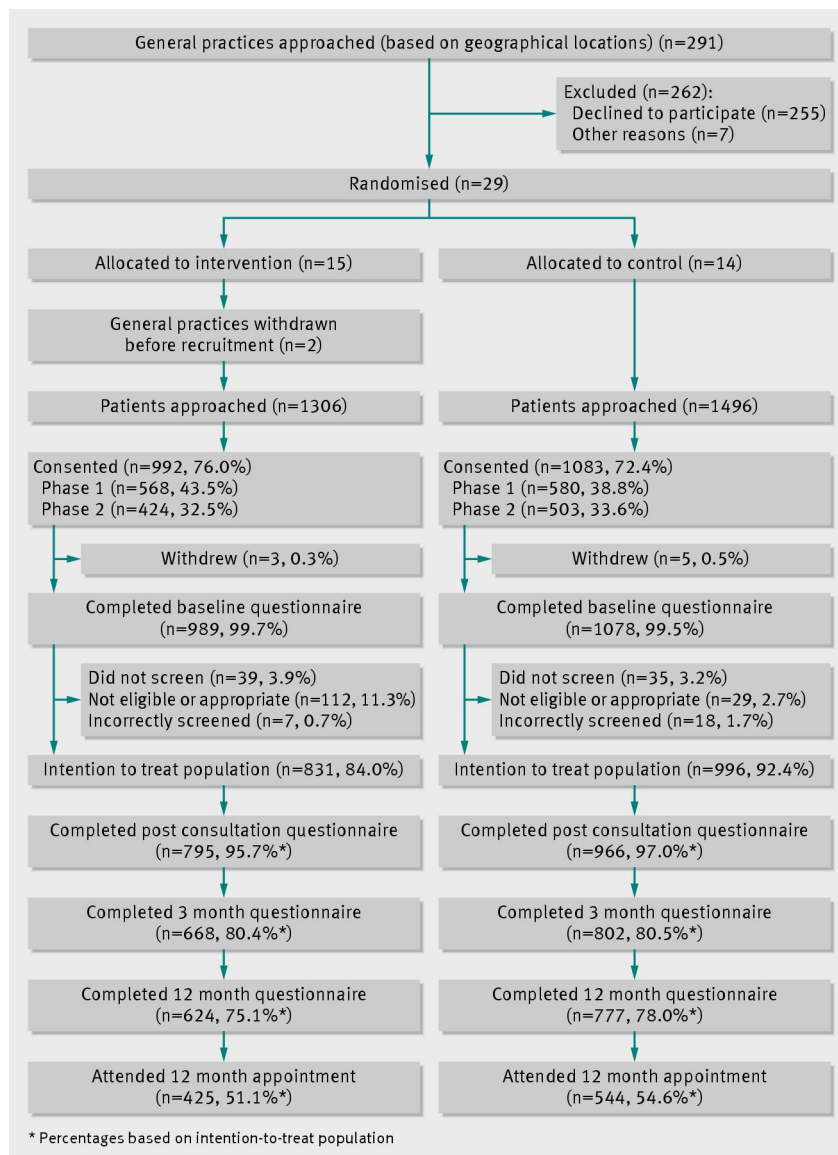 General practices approached (based on geographical locations) (n=291)
Excluded (n=262):
Declined to participate (n=255)
Other reasons (n=7)
Randomised (n=29)
Allocated to intervention (n=15)
Allocated to control (n=14)
General practices withdrawn
before recruitment (n=2)
Patients approached (n=1306)
Patients approached (n=1496)
Consented (n=992, 76.0%)
Phase 1 (n=568, 43.5%)
Phase 2 (n=424, 32.5%)
Consented (n=1083, 72.4%)
Phase 1 (n=580, 38.8%)
Phase 2 (n=503, 33.6%)
Withdrew (n=3, 0.3%)
Withdrew (n=5, 0.5%)
Completed baseline questionnaire
(n=989, 99.7%)
Completed baseline questionnaire
(n=1078, 99.5%)
Did not screen (n=39, 3.9%)
Not eligible or appropriate (n=112, 11.3%)
Incorrectly screened (n=7, 0.7%)
Did not screen (n=35, 3.2%)
Not eligible or appropriate (n=29, 2.7%)
Incorrectly screened (n=18, 1.7%)
Intention to treat population (n=831, 84.0%)
Intention to treat population (n=996, 92.4%)
Completed post consultation questionnaire
(n=795, 95.7%*)
Completed post consultation questionnaire
(n=966, 97.0%*)
Completed 3 month questionnaire
(n=668, 80.4%*)
Completed 3 month questionnaire
(n=802, 80.5%*)
Completed 12 month questionnaire
(n=624, 75.1%*)
Completed 12 month questionnaire
(n=777, 78.0%*)
Attended 12 month appointment
(n=425, 51.1%*)
Attended 12 month appointment
(n=544, 54.6%*)
* Percentages based on intention-to-treat population